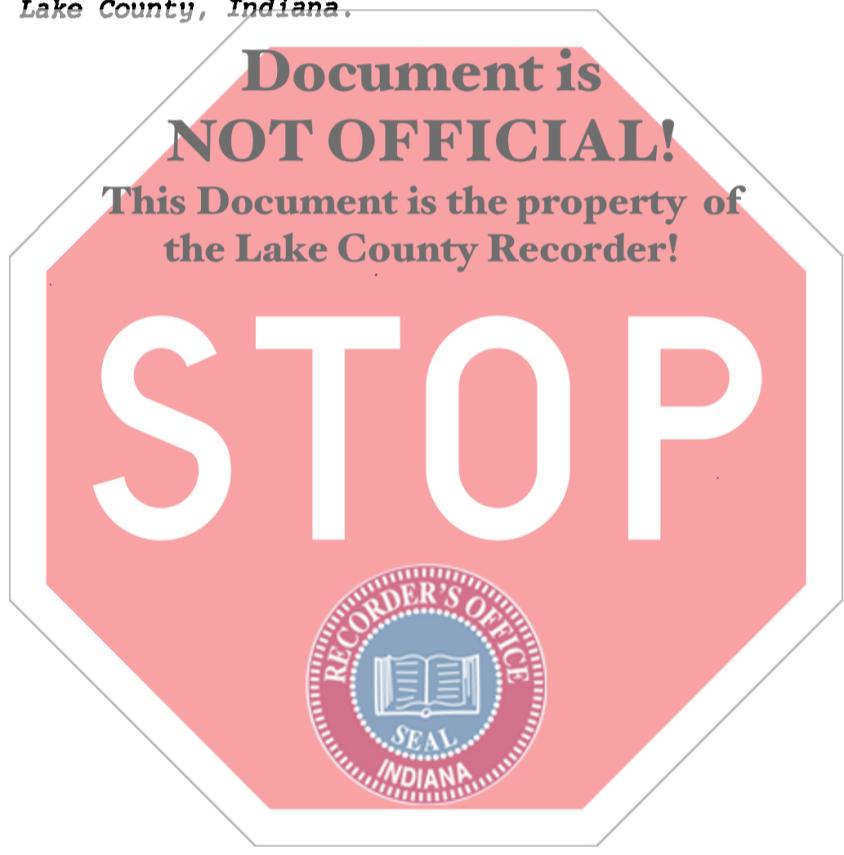 Lake County, Indiana.
Document is
NOT OFFICIAL!
This Document is the property of
the Lake County Recorder!
STOP
RECORDER'S OFFICE
SEAL
INDIANA